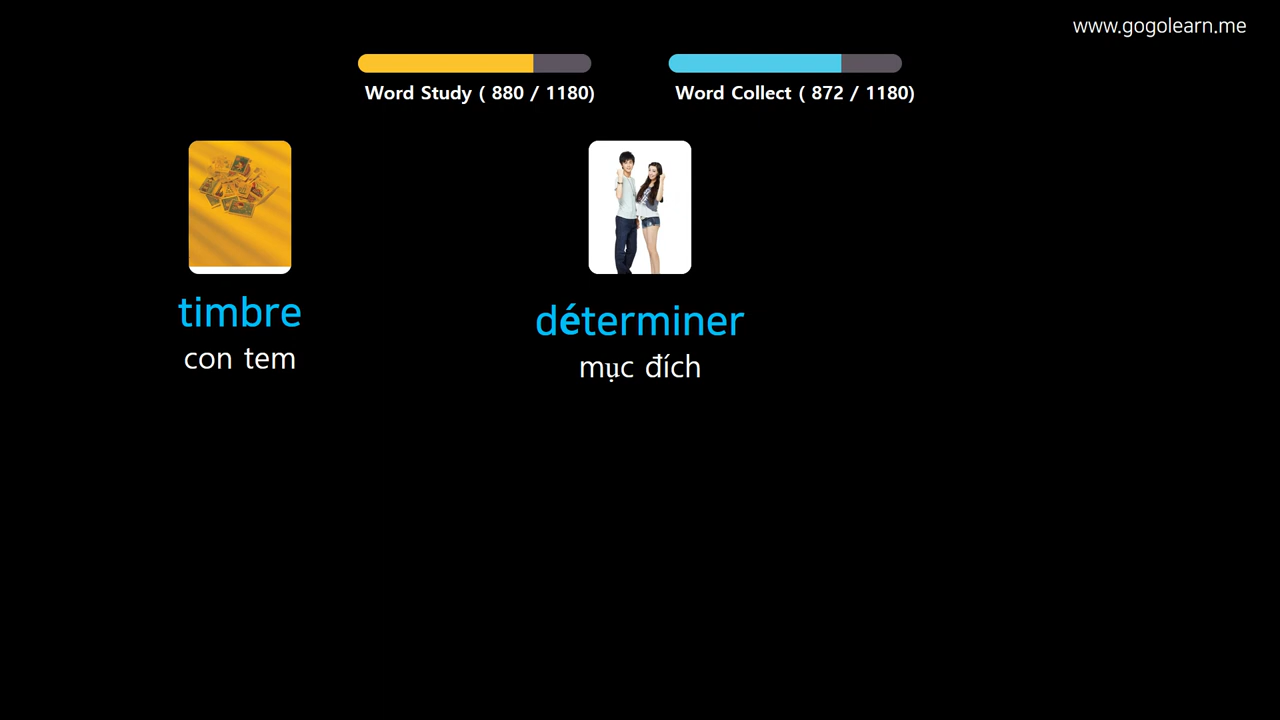 www.gogolearn.me
Word Study ( 880 / 1180)
Word Collect ( 872 / 1180)
timbre
con tem
déterminer
mục đích